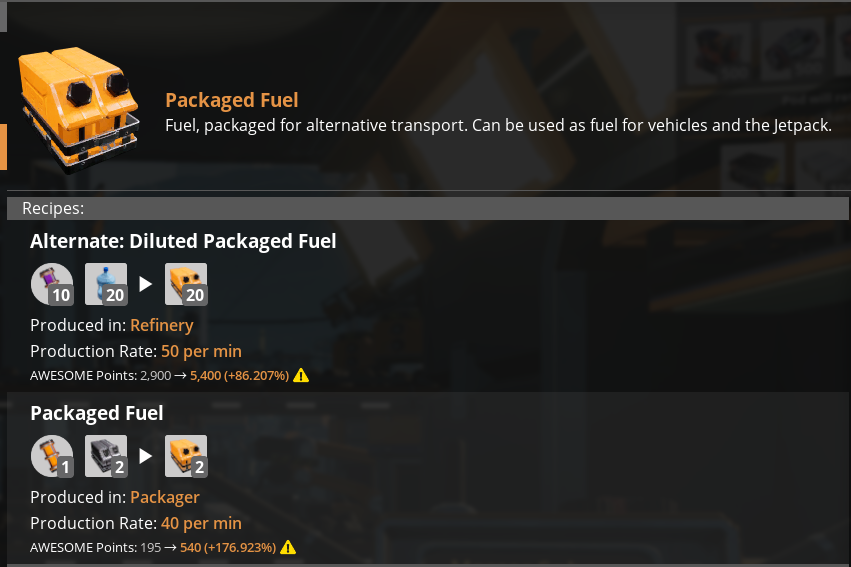 Packaged Fuel
Fuel, packaged for alternative transport. Can be used as fuel for vehicles and the Jetpack.
Recipes:
Alternate: Diluted Packaged Fuel
10 20 20
Produced in: Refinery
Production Rate: 50 per min
AWESOME Points: 2,900 → 5,400 (+86.207%)
Packaged Fuel
1 2 2
Produced in: Packager
Production Rate: 40 per min
AWESOME Points: 195 → 540 (+176.923%)